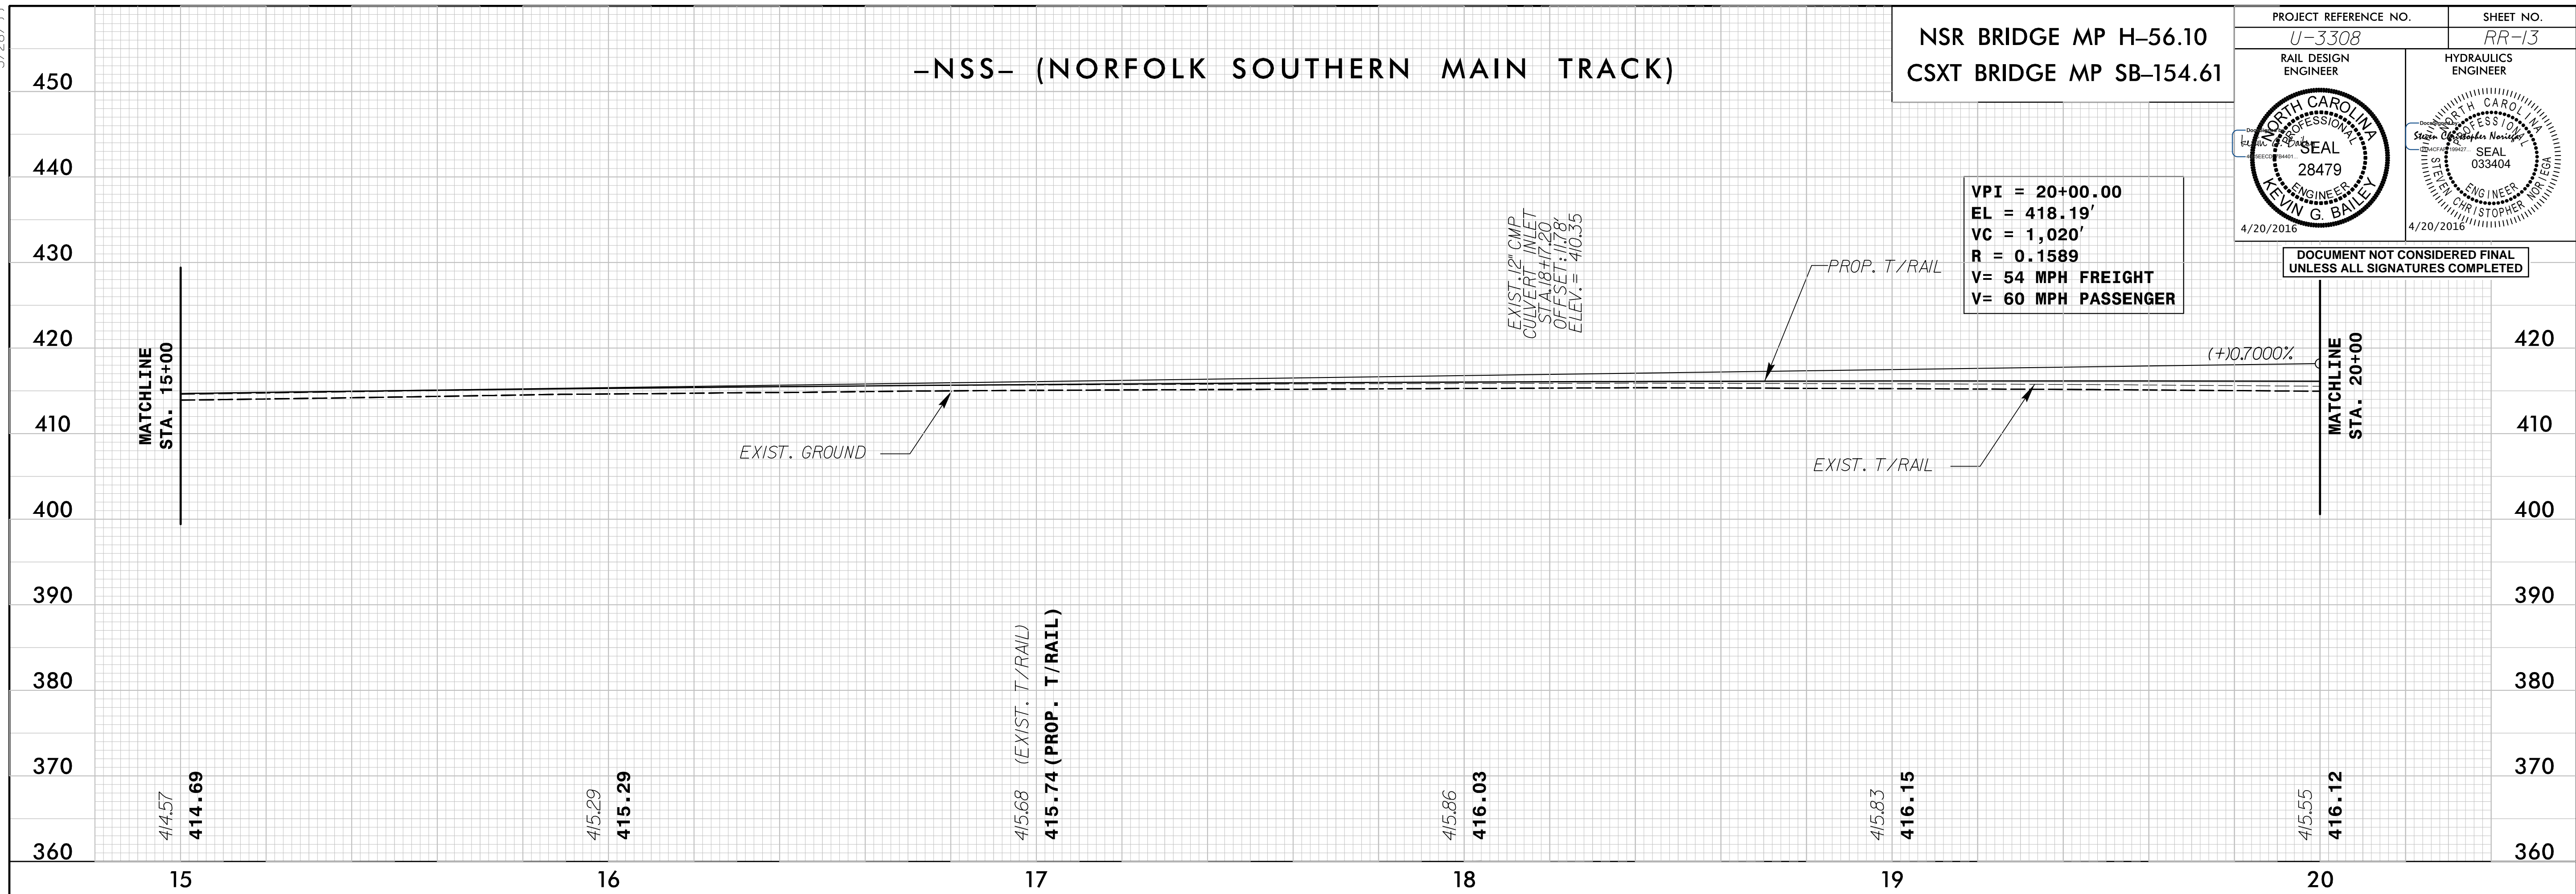 PROJECT REFERENCE NO.
SHEET NO.
U-3308
RR-13
NSR BRIDGE MP H–56.10
CSXT BRIDGE MP SB–154.61
RAIL DESIGN
ENGINEER
HYDRAULICS
ENGINEER
NORTH CAROLINA
PROFESSIONAL
SEAL
28479
ENGINEER
KEVIN G. BAILEY
4/20/2016
NORTH CAROLINA
PROFESSIONAL
Steven Christopher Noriega
SEAL
033404
ENGINEER
STEVEN CHRISTOPHER NORIEGA
4/20/2016
DOCUMENT NOT CONSIDERED FINAL
UNLESS ALL SIGNATURES COMPLETED
–NSS– (NORFOLK SOUTHERN MAIN TRACK)
VPI = 20+00.00
EL = 418.19'
VC = 1,020'
R = 0.1589
V= 54 MPH FREIGHT
V= 60 MPH PASSENGER
EXIST. 12" CMP
CULVERT INLET
STA. 18+17.20
OFFSET: 11.78'
ELEV. = 410.35
PROP. T/RAIL
(+)0.7000%
MATCHLINE
STA. 15+00
MATCHLINE
STA. 20+00
EXIST. GROUND
EXIST. T/RAIL
450
440
430
420
410
400
390
380
370
360
420
410
400
390
380
370
360
414.57
414.69
415.29
415.29
415.68 (EXIST. T/RAIL)
415.74 (PROP. T/RAIL)
415.86
416.03
415.83
416.15
415.55
416.12
15
16
17
18
19
20